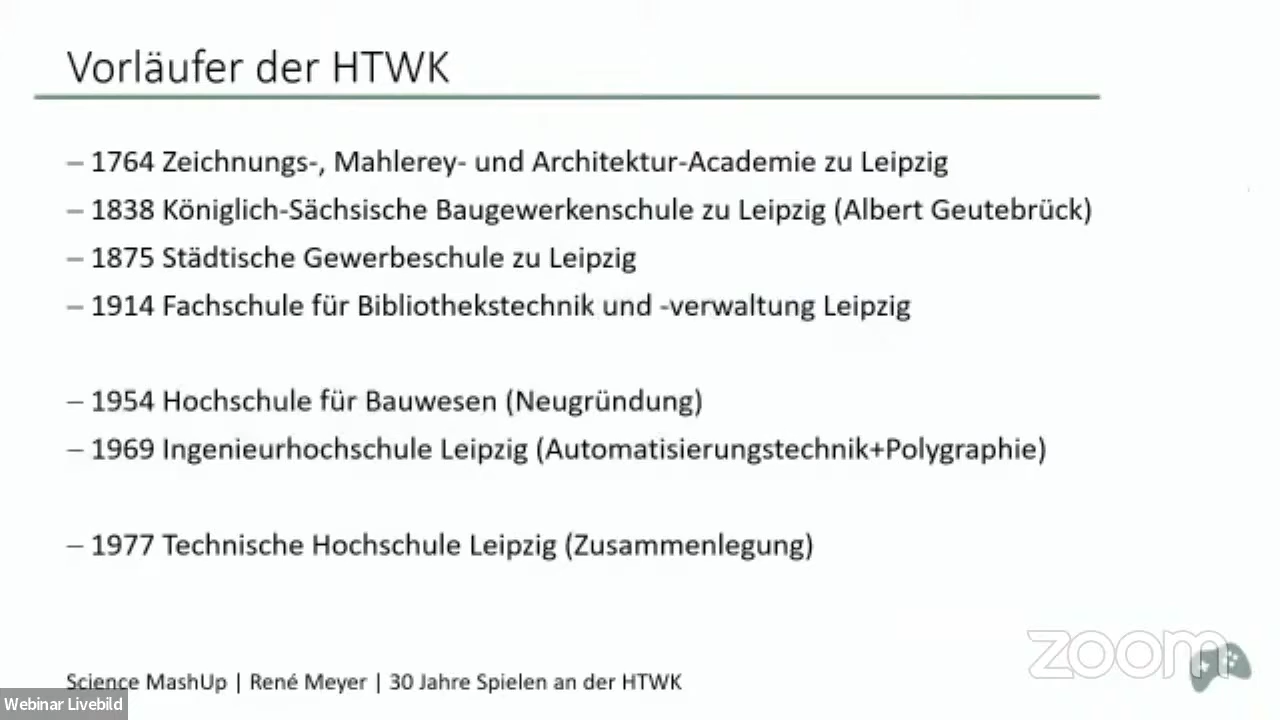 Vorläufer der HTWK
– 1764 Zeichnungs-, Mahlerey- und Architektur-Academie zu Leipzig
– 1838 Königlich-Sächsische Baugewerkenschule zu Leipzig (Albert Geutebrück)
– 1875 Städtische Gewerbeschule zu Leipzig
– 1914 Fachschule für Bibliothekstechnik und -verwaltung Leipzig
– 1954 Hochschule für Bauwesen (Neugründung)
– 1969 Ingenieurhochschule Leipzig (Automatisierungstechnik+Polygraphie)
– 1977 Technische Hochschule Leipzig (Zusammenlegung)
zoom
Science MashUp | René Meyer | 30 Jahre Spielen an der HTWK
Webinar Livebild